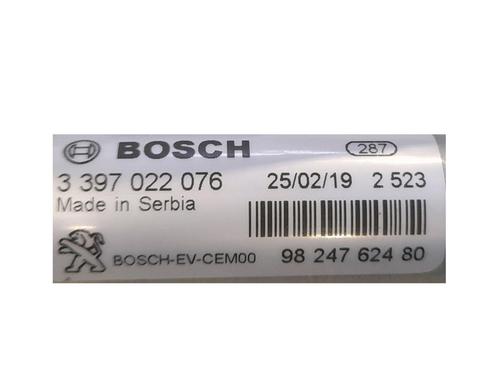 BOSCH 287
3 397 022 076 25/02/19 2 523
Made in Serbia
BOSCH-EV-CEM00 98 247 624 80